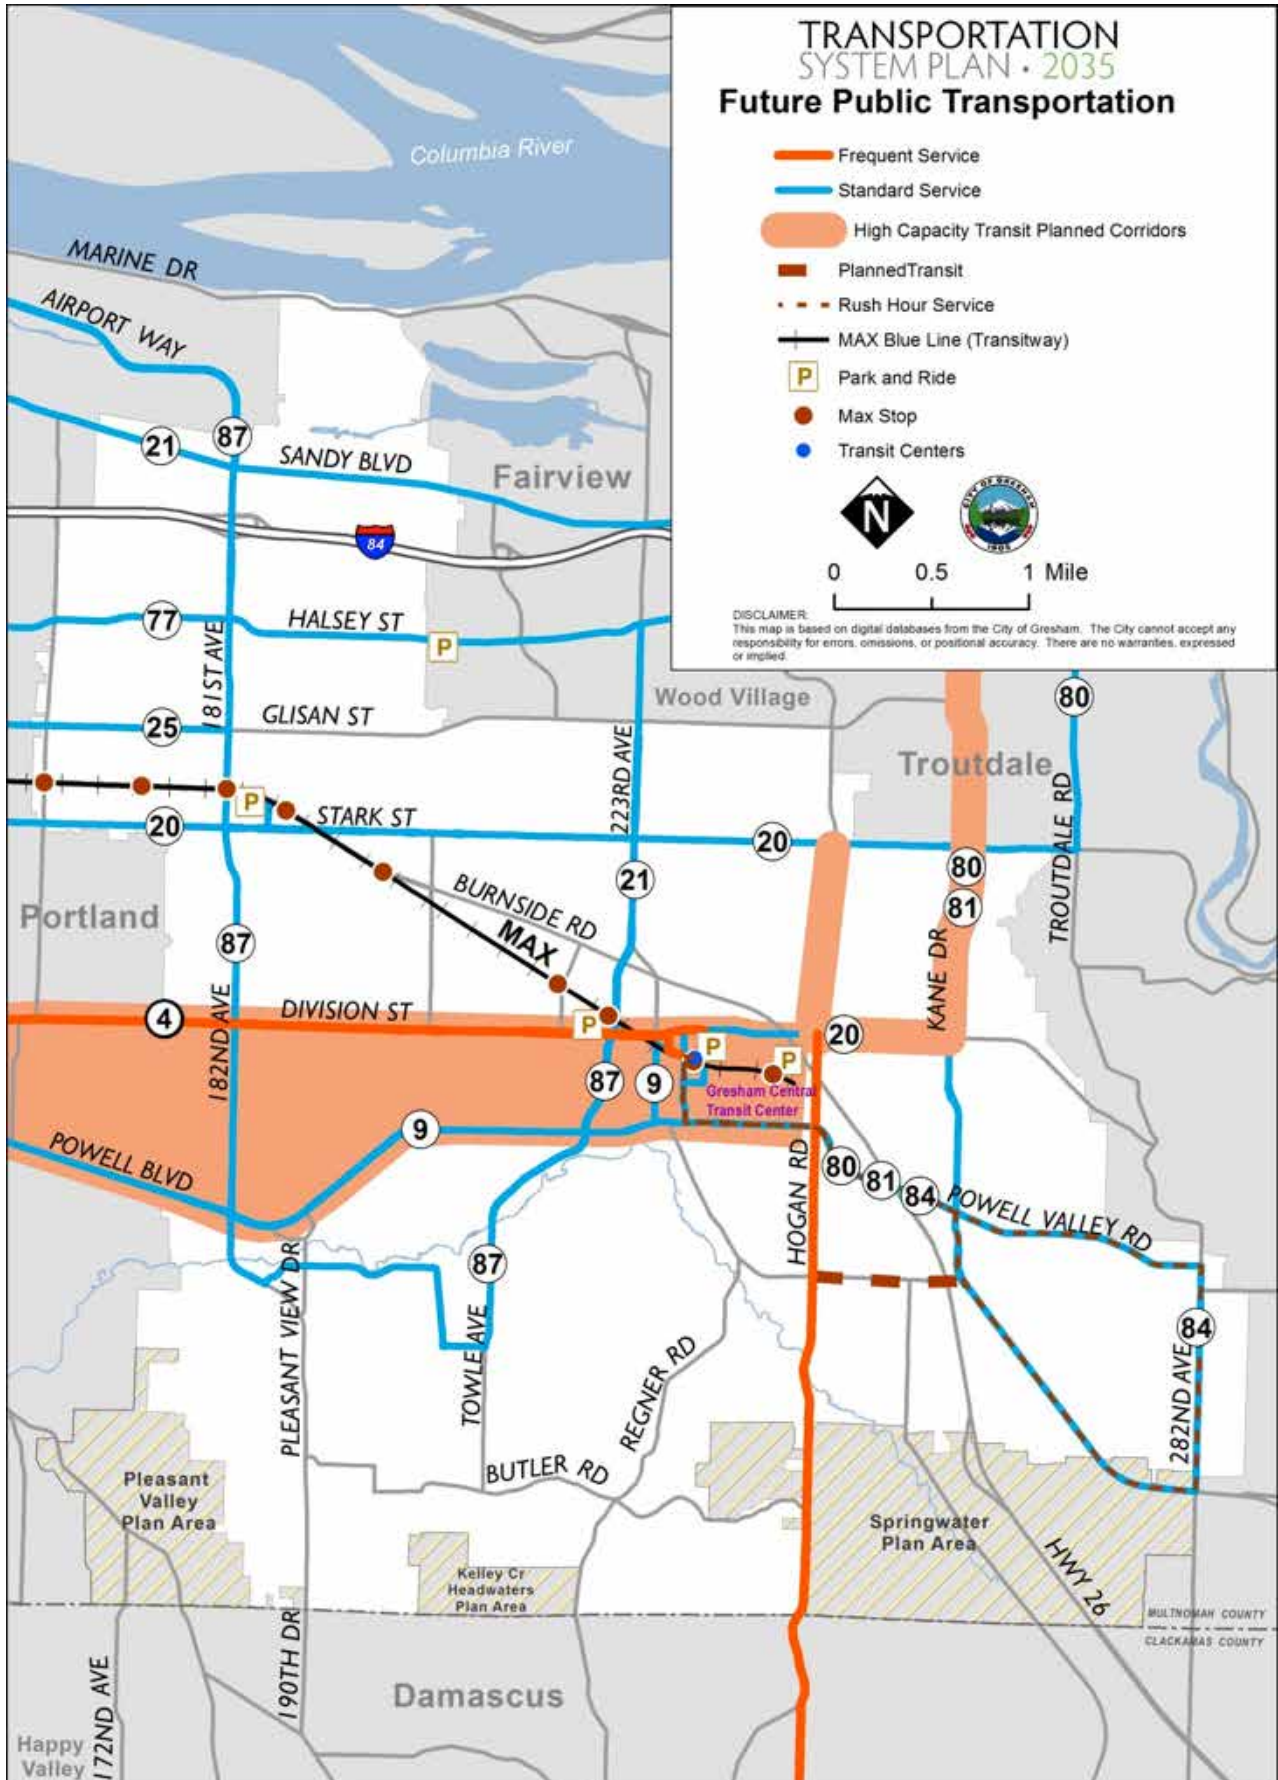 TRANSPORTATION
SYSTEM PLAN • 2035
Future Public Transportation
Frequent Service
Standard Service
High Capacity Transit Planned Corridors
PlannedTransit
Rush Hour Service
MAX Blue Line (Transitway)
P
Park and Ride
Max Stop
Transit Centers
N
CITY OF GRESHAM
1905
0 0.5 1 Mile
DISCLAIMER:
This map is based on digital databases from the City of Gresham. The City cannot accept any
responsibility for errors, omissions, or positional accuracy. There are no warranties, expressed
or implied.
Columbia River
MARINE DR
AIRPORT WAY
21
87
SANDY BLVD
Fairview
84
77
HALSEY ST
P
181ST AVE
Wood Village
80
25
GLISAN ST
223RD AVE
Troutdale
TROUTDALE RD
P
STARK ST
20
20
80
21
81
BURNSIDE RD
Portland
MAX
87
KANE DR
182ND AVE
DIVISION ST
4
P
20
P
P
87
9
Gresham Central
Transit Center
9
POWELL BLVD
HOGAN RD
80
81
84
POWELL VALLEY RD
87
PLEASANT VIEW DR
TOWLE AVE
REGNER RD
84
282ND AVE
BUTLER RD
Pleasant
Valley
Plan Area
Springwater
Plan Area
Kelley Cr
Headwaters
Plan Area
HWY 26
MULTNOMAH COUNTY
CLACKAMAS COUNTY
190TH DR
172ND AVE
Damascus
Happy
Valley